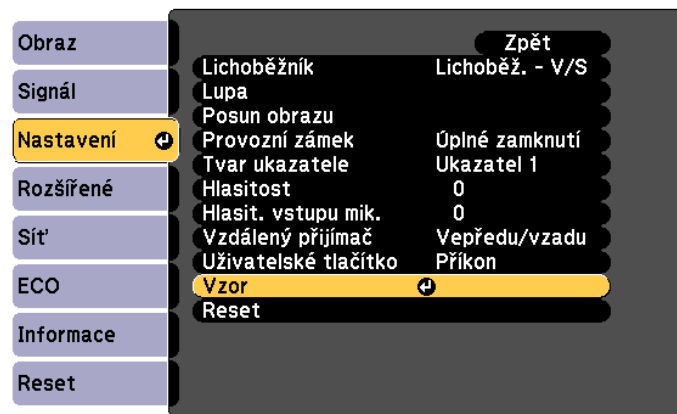 Obraz
Signál
Nastavení
Rozšířené
Síť
ECO
Informace
Reset
Zpět
Lichoběžník Lichoběž. - V/S
Lupa
Posun obrazu
Provozní zámek Úplné zamknutí
Tvar ukazatele Ukazatel 1
Hlasitost 0
Hlasit. vstupu mik. 0
Vzdálený přijímač Vepředu/vzadu
Uživatelské tlačítko Příkon
Vzor
Reset